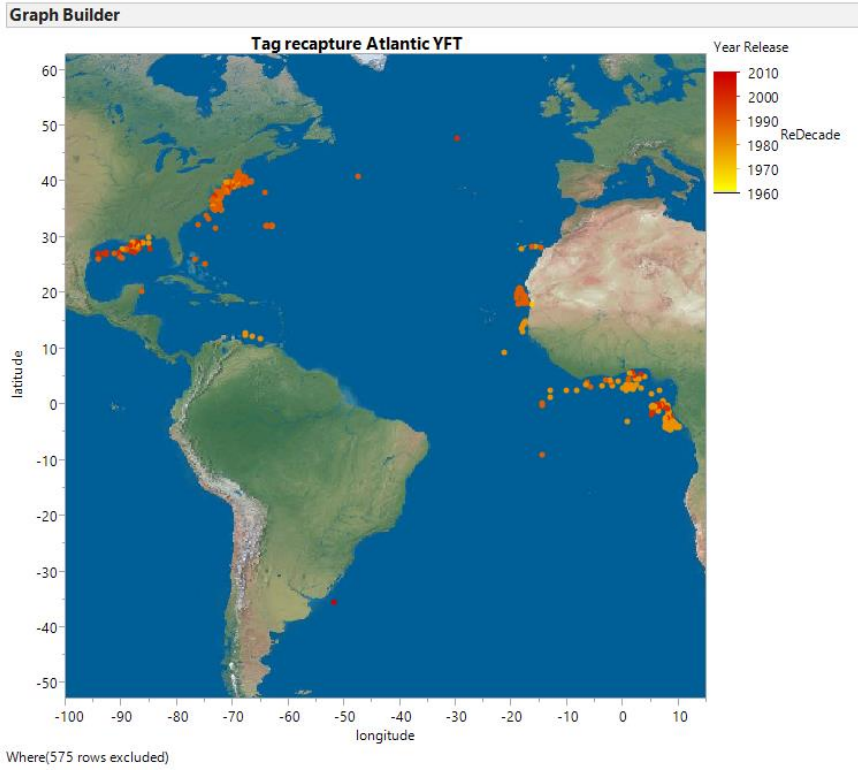 Graph Builder
Tag recapture Atlantic YFT
Year Release
2010
2000
1990
1980
1970
1960
ReDecade
60
50
40
30
20
10
0
-10
-20
-30
-40
-50
latitude
-100 -90 -80 -70 -60 -50 -40 -30 -20 -10 0 10
longitude
Where(575 rows excluded)